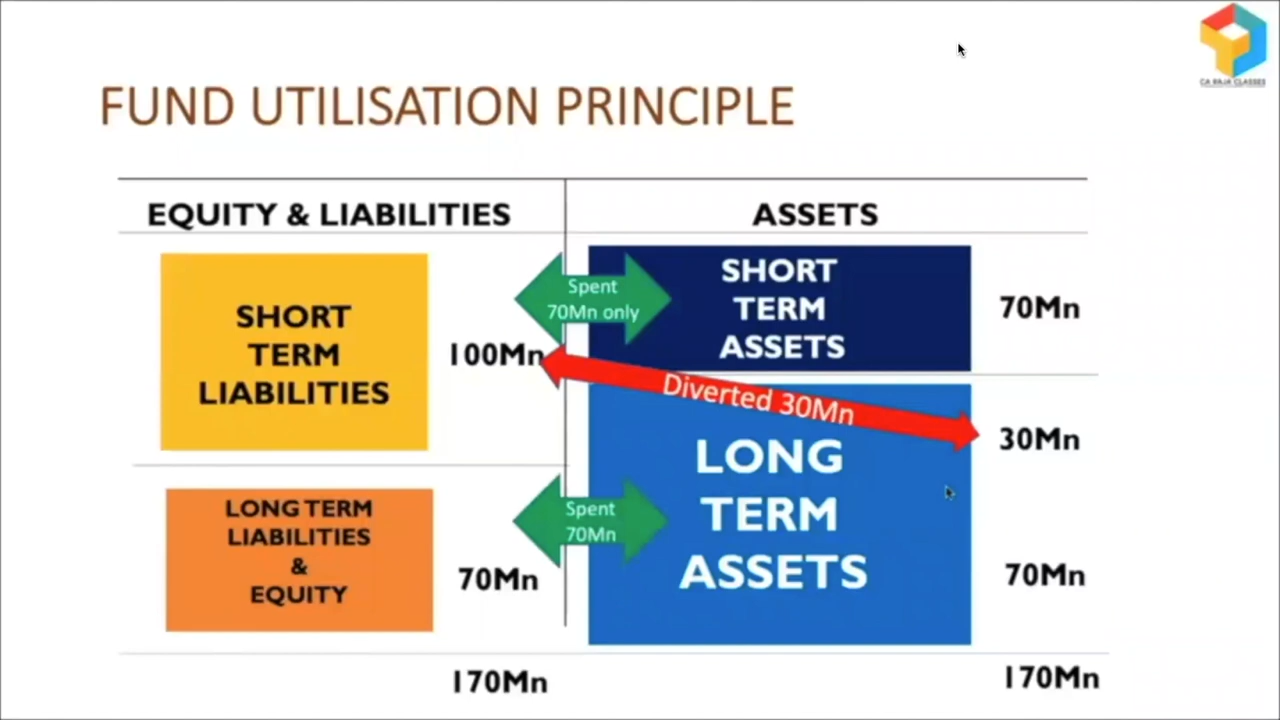 CA RAJA CLASSES
FUND UTILISATION PRINCIPLE
EQUITY & LIABILITIES
ASSETS
SHORT
TERM
LIABILITIES
100Mn
Spent
70Mn only
SHORT
TERM
ASSETS
70Mn
Diverted 30Mn
30Mn
LONG TERM
LIABILITIES
&
EQUITY
70Mn
Spent
70Mn
LONG
TERM
ASSETS
70Mn
170Mn
170Mn